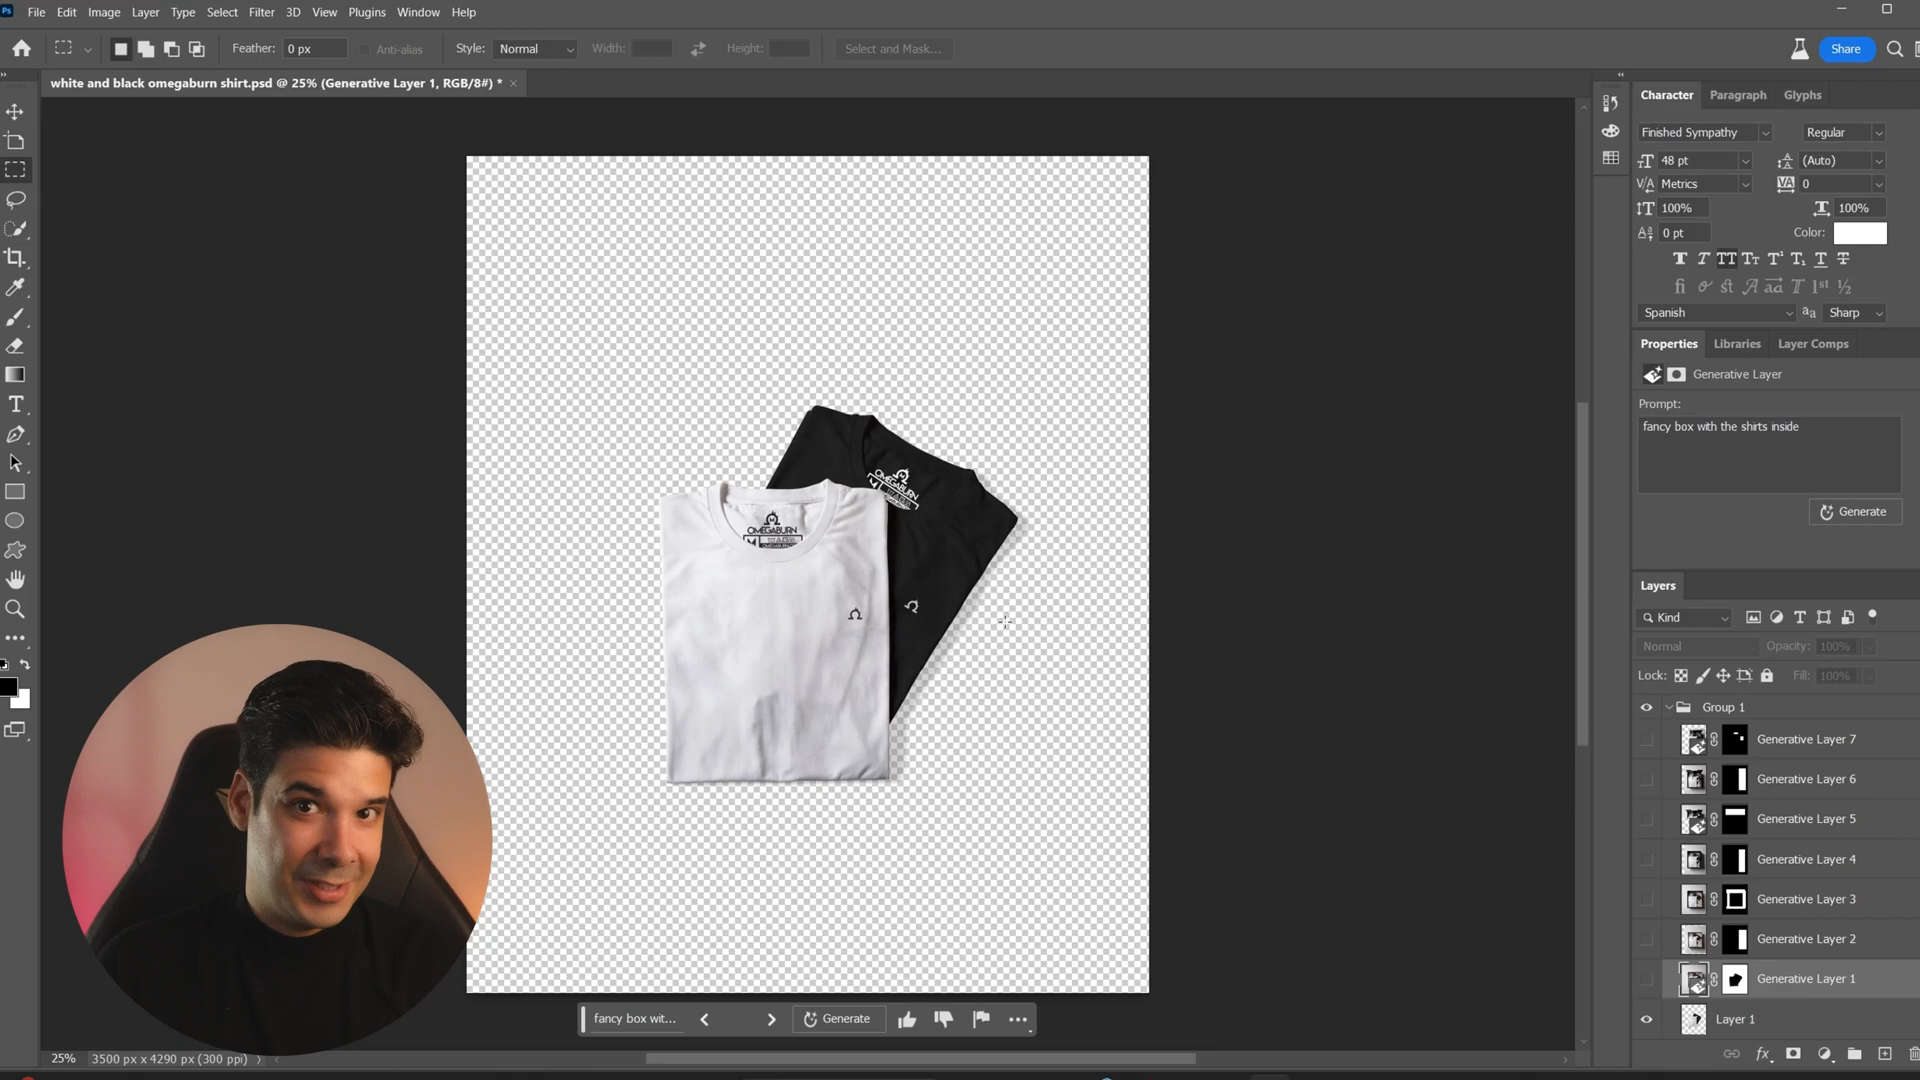 Ps File Edit Image Layer Type Select Filter 3D View Plugins Window Help
Feather: 0 px Anti-alias Style: Normal Width: Height: Select and Mask... Share
white and black omegaburn shirt.psd @ 25% (Generative Layer 1, RGB/8#) * ×
Character Paragraph Glyphs
Finished Sympathy Regular
48 pt (Auto)
Metrics 0
100% 100%
0 pt Color:
Spanish aa Sharp
Properties Libraries Layer Comps
Generative Layer
Prompt:
fancy box with the shirts inside
Generate
Layers
Kind
Normal Opacity: 100%
Lock: Fill: 100%
Group 1
Generative Layer 7
Generative Layer 6
Generative Layer 5
Generative Layer 4
Generative Layer 3
Generative Layer 2
Generative Layer 1
Layer 1
OMEGABURN
OMEGABURN
M
fancy box wit... Generate
25% 3500 px x 4290 px (300 ppi)